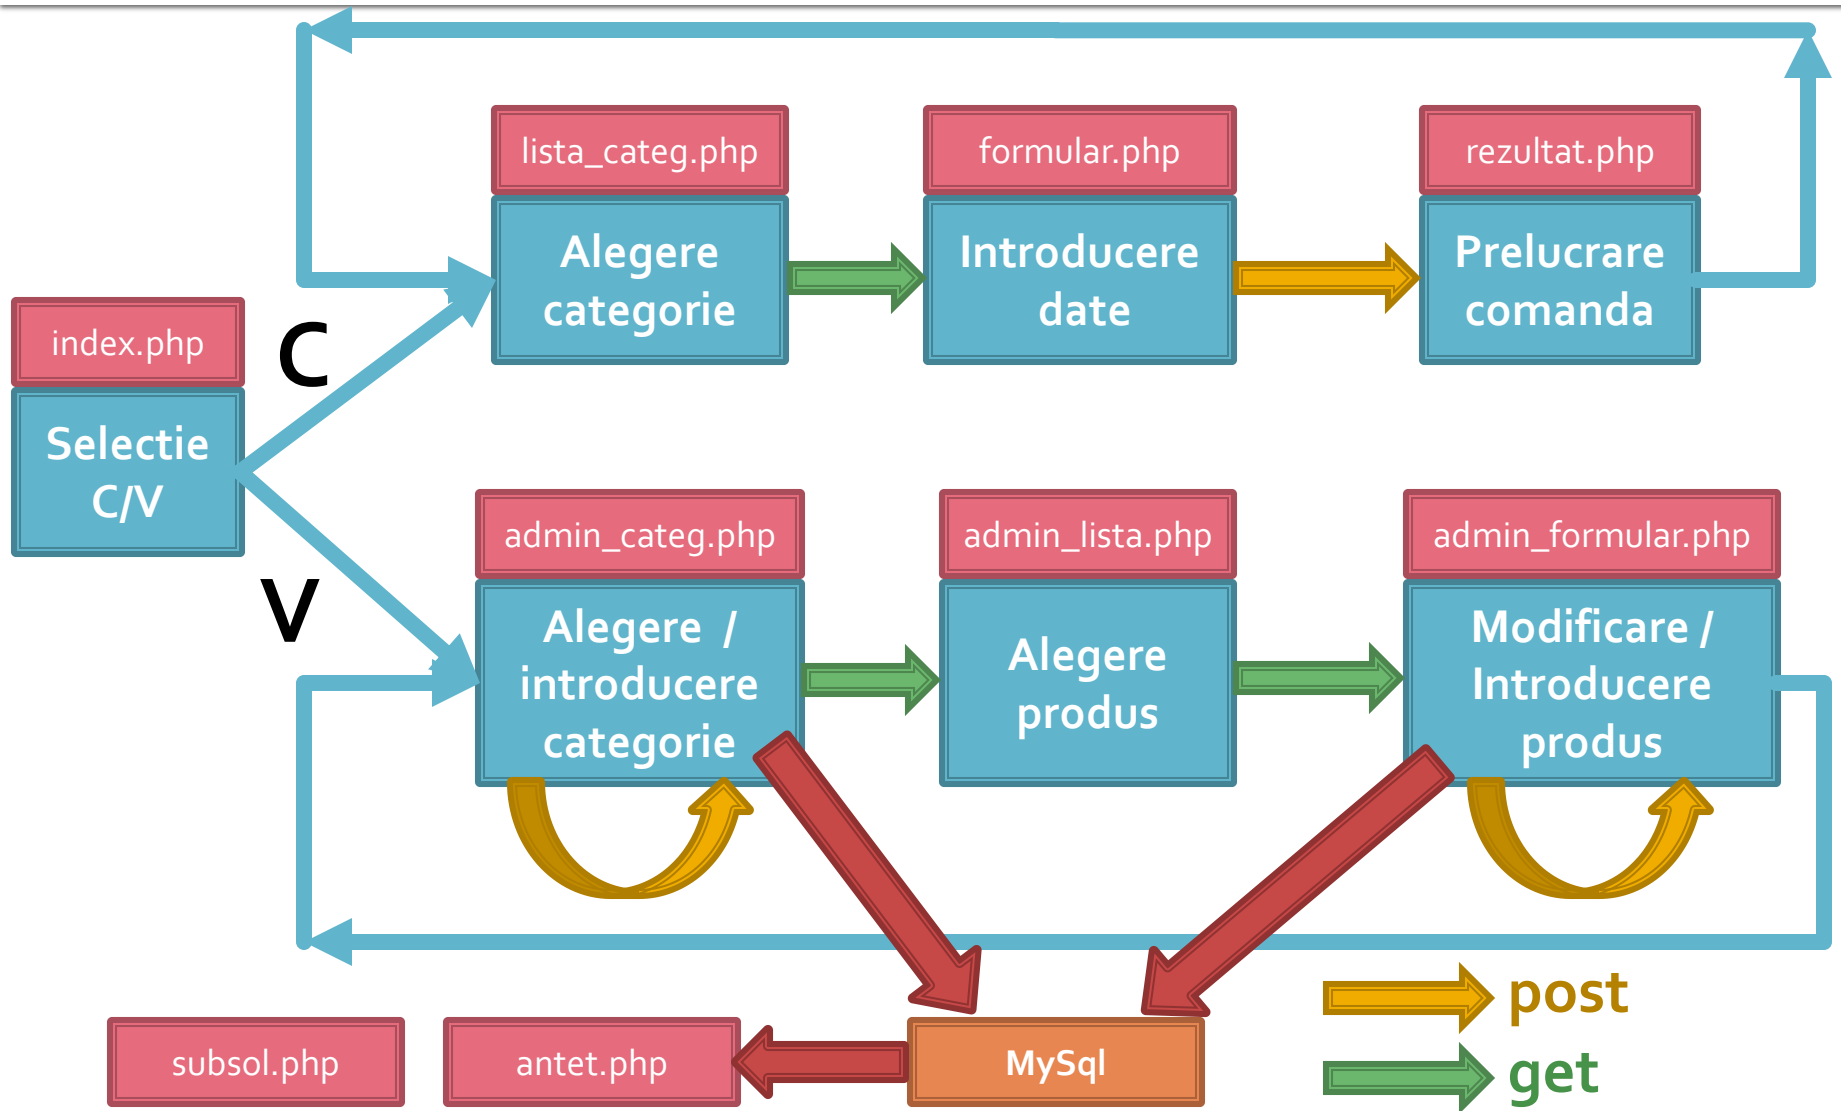 lista_categ.php
formular.php
rezultat.php
Alegere
categorie
Introducere
date
Prelucrare
comanda
index.php
C
Selectie
C/V
V
admin_categ.php
admin_lista.php
admin_formular.php
Alegere /
introducere
categorie
Alegere
produs
Modificare /
Introducere
produs
post
get
subsol.php
antet.php
MySql